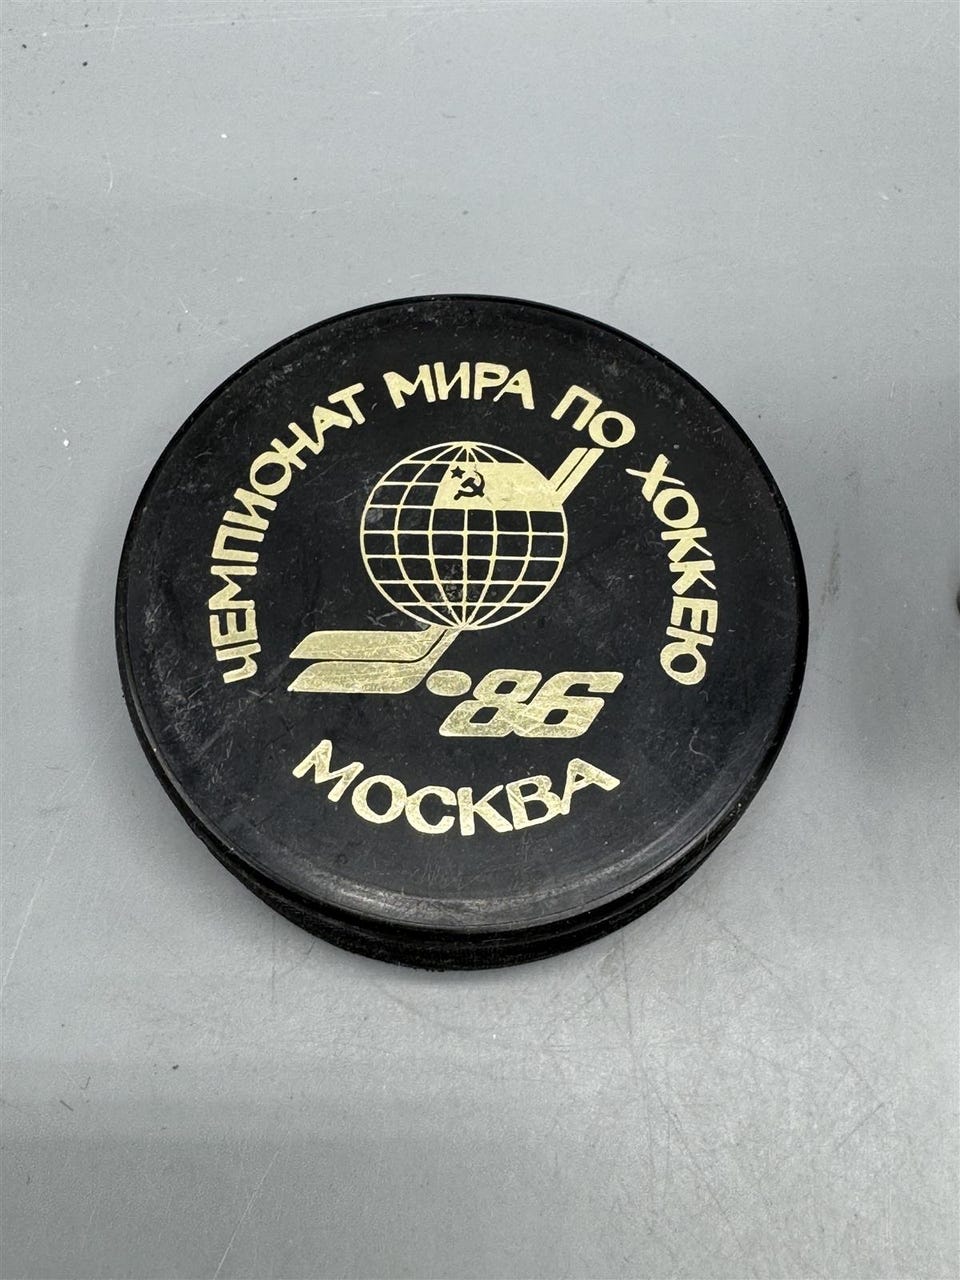 ЧЕМПИОНАТ МИРА ПО ХОККЕЮ
86
МОСКВА